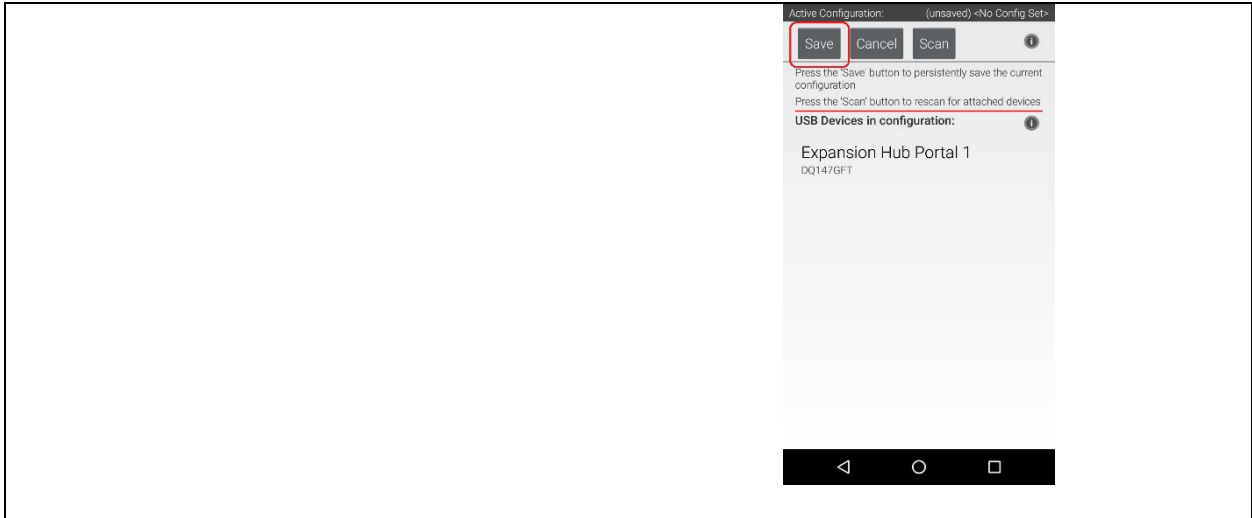 Active Configuration: (unsaved) <No Config Set>
Save Cancel Scan
Press the 'Save' button to persistently save the current
configuration
Press the 'Scan' button to rescan for attached devices
USB Devices in configuration:
Expansion Hub Portal 1
DQ147GFT